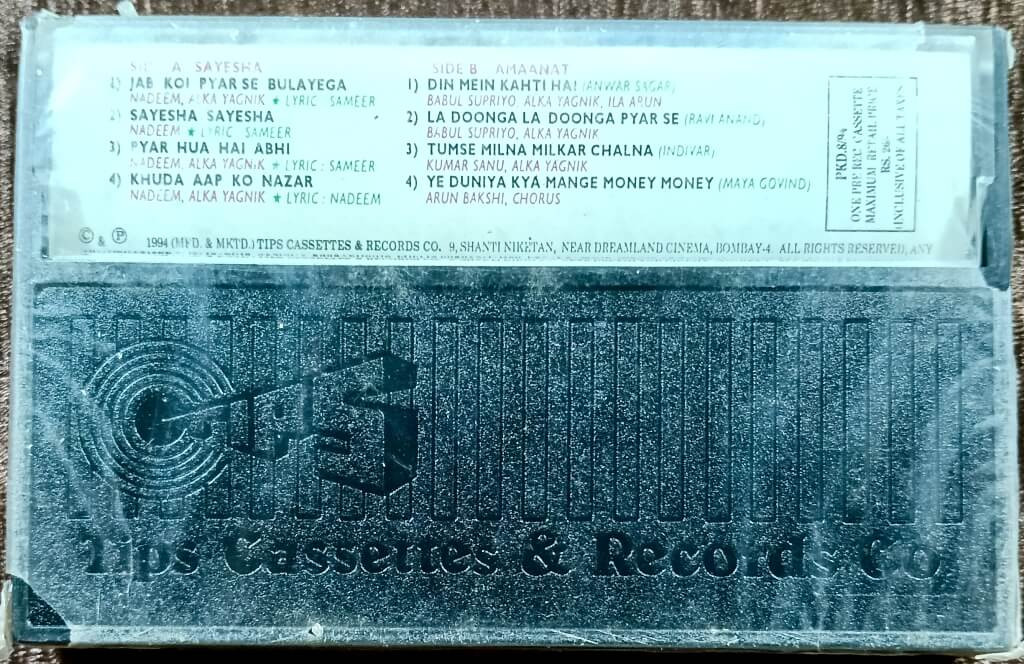 SIDE A SAYESHA
1) JAB KOI PYAR SE BULAYEGA
NADEEM, ALKA YAGNIK ★ LYRIC : SAMEER
2) SAYESHA SAYESHA
NADEEM ★ LYRIC : SAMEER
3) PYAR HUA HAI ABHI
NADEEM, ALKA YAGNIK ★ LYRIC : SAMEER
4) KHUDA AAP KO NAZAR
NADEEM, ALKA YAGNIK ★ LYRIC : NADEEM
SIDE B AMAANAT
1) DIN MEIN KAHTI HAI (ANWAR SAGAR)
BABUL SUPRIYO, ALKA YAGNIK, ILA ARUN
2) LA DOONGA LA DOONGA PYAR SE (RAVI ANAND)
BABUL SUPRIYO, ALKA YAGNIK
3) TUMSE MILNA MILKAR CHALNA (INDIVAR)
KUMAR SANU, ALKA YAGNIK
4) YE DUNIYA KYA MANGE MONEY MONEY (MAYA GOVIND)
ARUN BAKSHI, CHORUS
PKD. 8/94
ONE PRE REC. CASSETTE
MAXIMUM RETAIL PRICE
RS. 26/-
(INCLUSIVE OF ALL TAXES
© & ℗ 1994 (MFD. & MKTD.) TIPS CASSETTES & RECORDS CO. 9, SHANTI NIKETAN, NEAR DREAMLAND CINEMA, BOMBAY-4. ALL RIGHTS RESERVED, ANY
TIPS
Tips Cassettes & Records Co